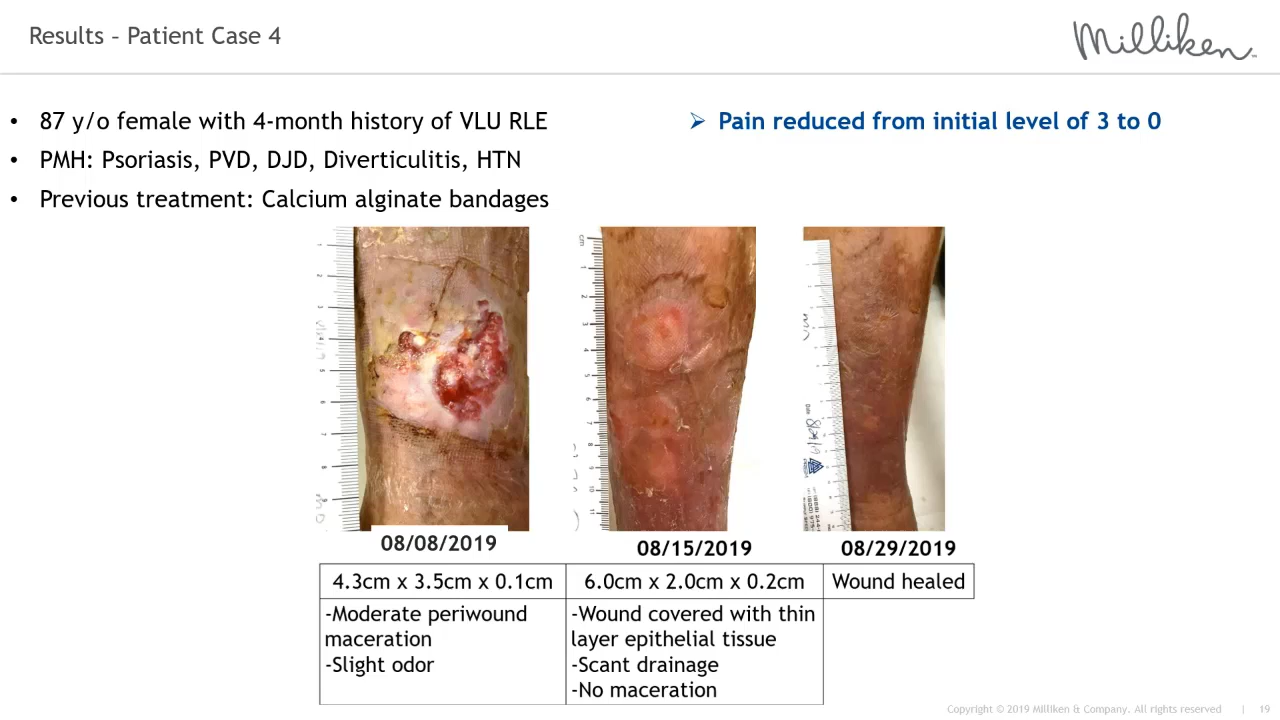 Results – Patient Case 4
Milliken™
• 87 y/o female with 4-month history of VLU RLE
• PMH: Psoriasis, PVD, DJD, Diverticulitis, HTN
• Previous treatment: Calcium alginate bandages
➢ Pain reduced from initial level of 3 to 0
08/08/2019
08/15/2019
08/29/2019
4.3cm x 3.5cm x 0.1cm
6.0cm x 2.0cm x 0.2cm
Wound healed
-Moderate periwound
maceration
-Slight odor
-Wound covered with thin
layer epithelial tissue
-Scant drainage
-No maceration
Copyright © 2019 Milliken & Company. All rights reserved | 19